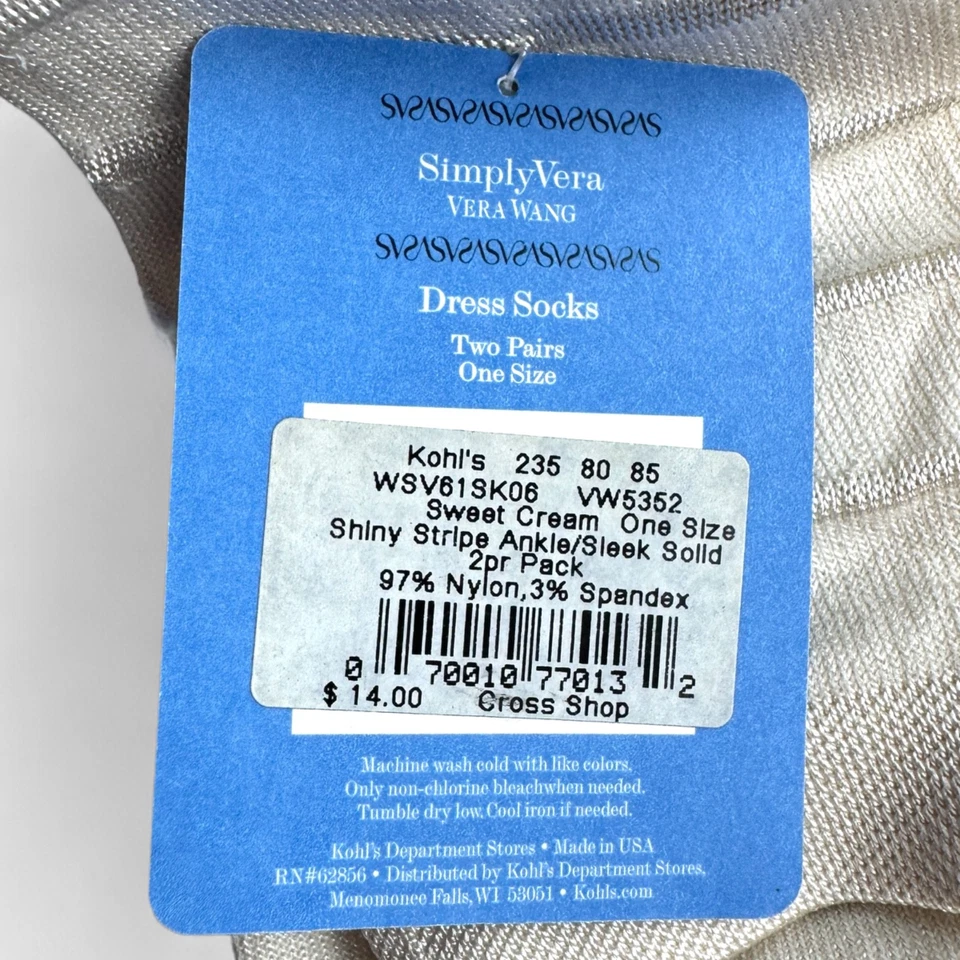 SVSVSVSVSVSVSVSVS
SimplyVera
VERA WANG
SVSVSVSVSVSVSVSVS
Dress Socks
Two Pairs
One Size
Kohl's 235 80 85
WSV61SK06 VW5352
Sweet Cream One Size
Shiny Stripe Ankle/Sleek Solid
2pr Pack
97% Nylon,3% Spandex
0 70010 77013 2
$ 14.00 Cross Shop
Machine wash cold with like colors.
Only non-chlorine bleachwhen needed.
Tumble dry low. Cool iron if needed.
Kohl's Department Stores • Made in USA
RN#62856 • Distributed by Kohl's Department Stores,
Menomonee Falls, WI 53051 • Kohls.com